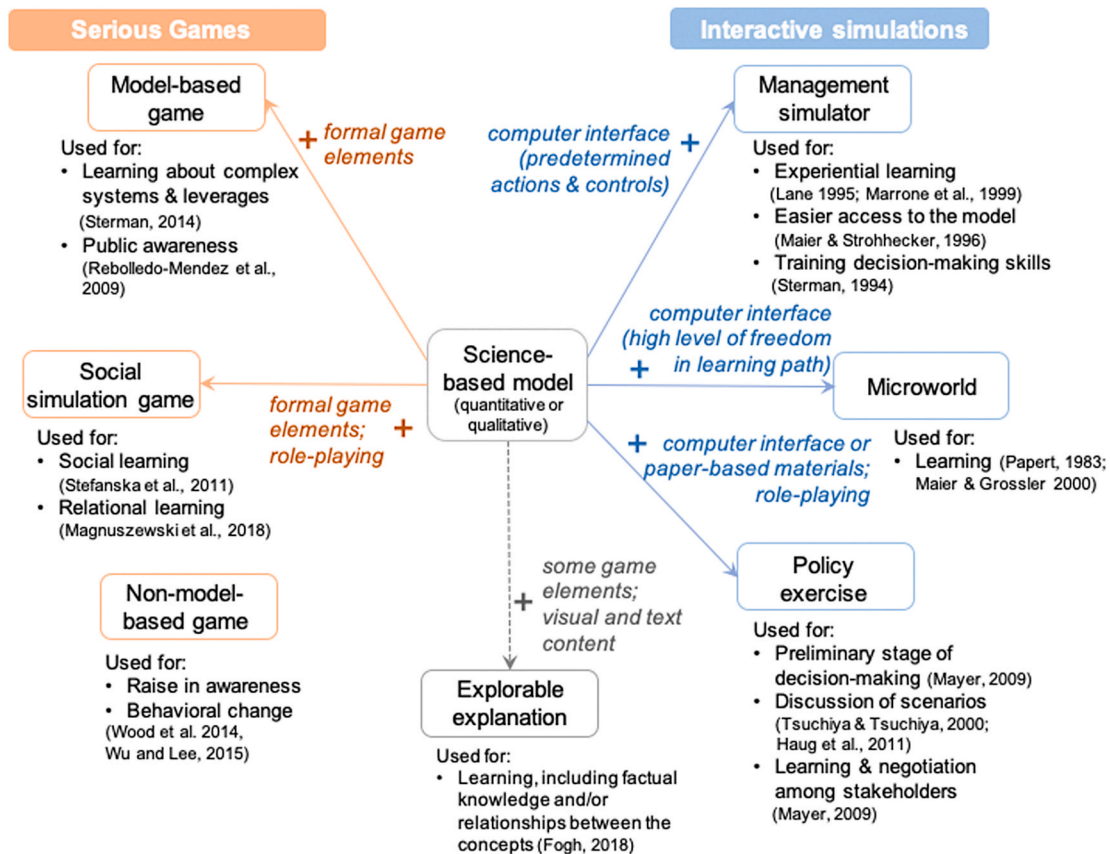 Serious Games
Interactive simulations
Model-based
game
Used for:
• Learning about complex
systems & leverages
(Sterman, 2014)
• Public awareness
(Rebolledo-Mendez et al.,
2009)
+ formal game
elements
computer interface +
(predetermined
actions & controls)
Management
simulator
Used for:
• Experiential learning
(Lane 1995; Marrone et al., 1999)
• Easier access to the model
(Maier & Strohhecker, 1996)
• Training decision-making skills
(Sterman, 1994)
Social
simulation game
Used for:
• Social learning
(Stefanska et al., 2011)
• Relational learning
(Magnuszewski et al., 2018)
formal game
elements; +
role-playing
Science-
based model
(quantitative or
qualitative)
computer interface
(high level of freedom
+ in learning path)
Microworld
Used for:
• Learning (Papert, 1983;
Maier & Grossler 2000)
+ computer interface or
paper-based materials;
role-playing
Non-model-
based game
Used for:
• Raise in awareness
• Behavioral change
(Wood et al. 2014,
Wu and Lee, 2015)
some game
elements;
+ visual and text
content
Explorable
explanation
Used for:
• Learning, including factual
knowledge and/or
relationships between the
concepts (Fogh, 2018)
Policy
exercise
Used for:
• Preliminary stage of
decision-making (Mayer, 2009)
• Discussion of scenarios
(Tsuchiya & Tsuchiya, 2000;
Haug et al., 2011)
• Learning & negotiation
among stakeholders
(Mayer, 2009)